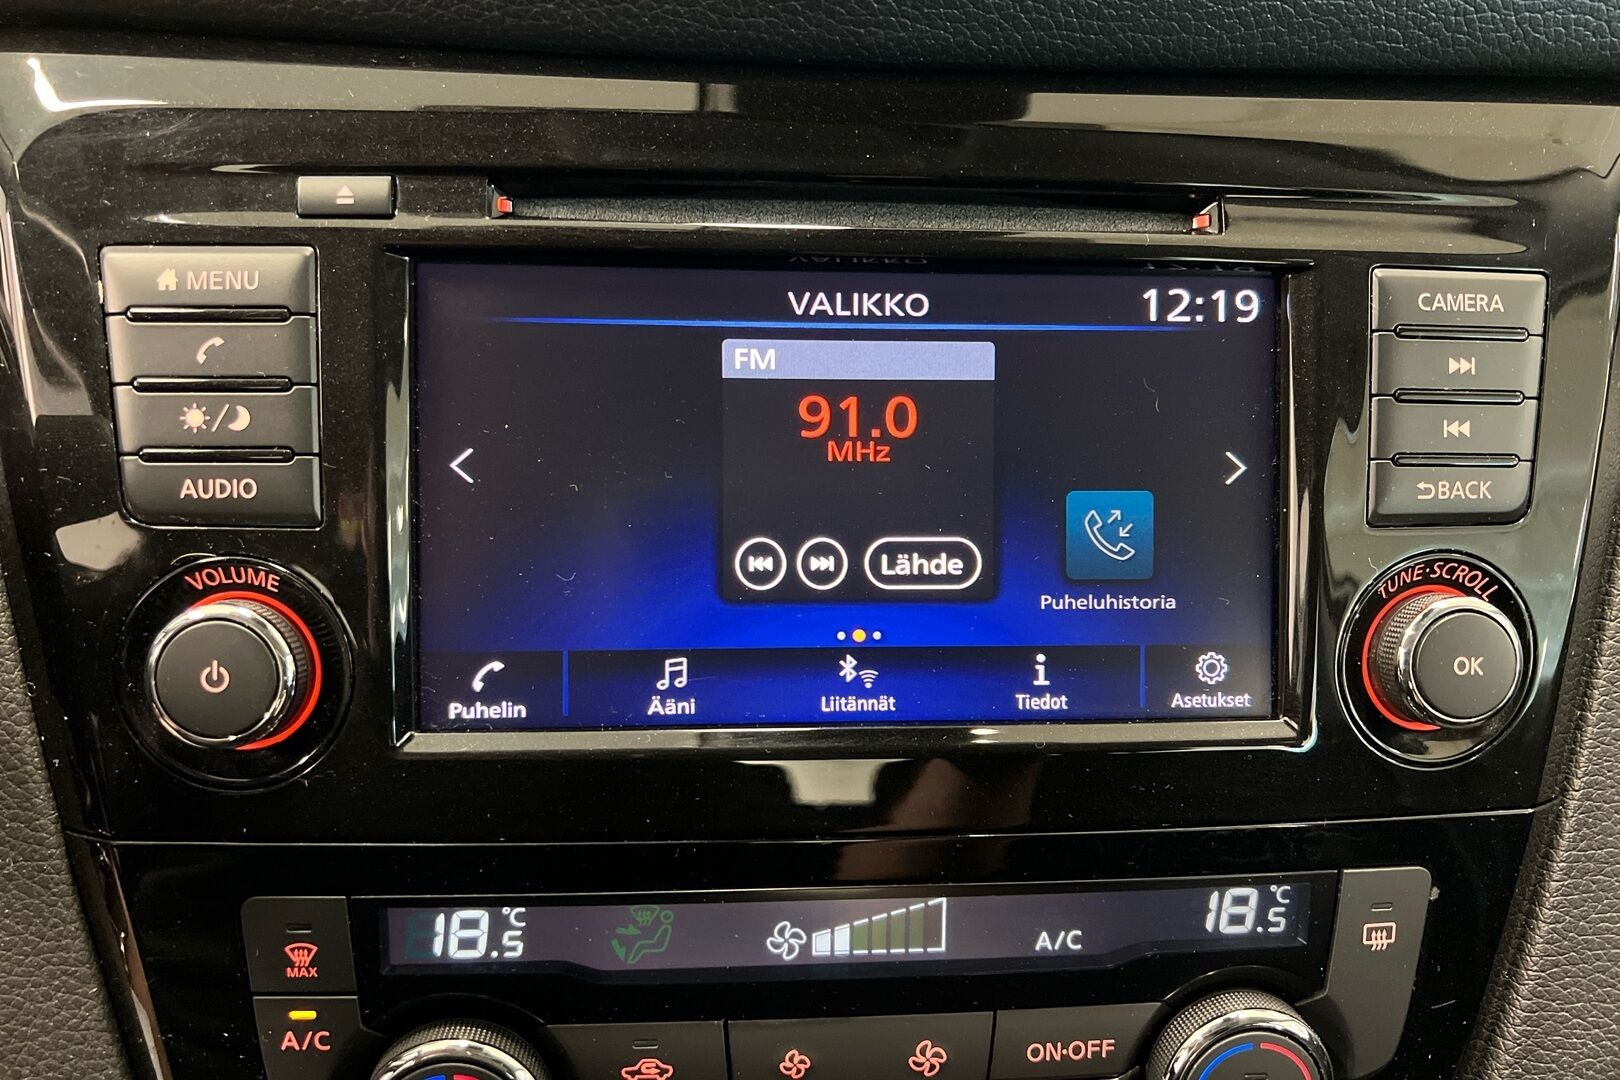 MENU
AUDIO
VOLUME
VALIKKO
12:19
FM
91.0
MHz
Lähde
Puheluhistoria
Puhelin
Ääni
Liitännät
Tiedot
Asetukset
CAMERA
BACK
TUNE·SCROLL
OK
18.5°C
A/C
18.5°C
MAX
A/C
ON·OFF